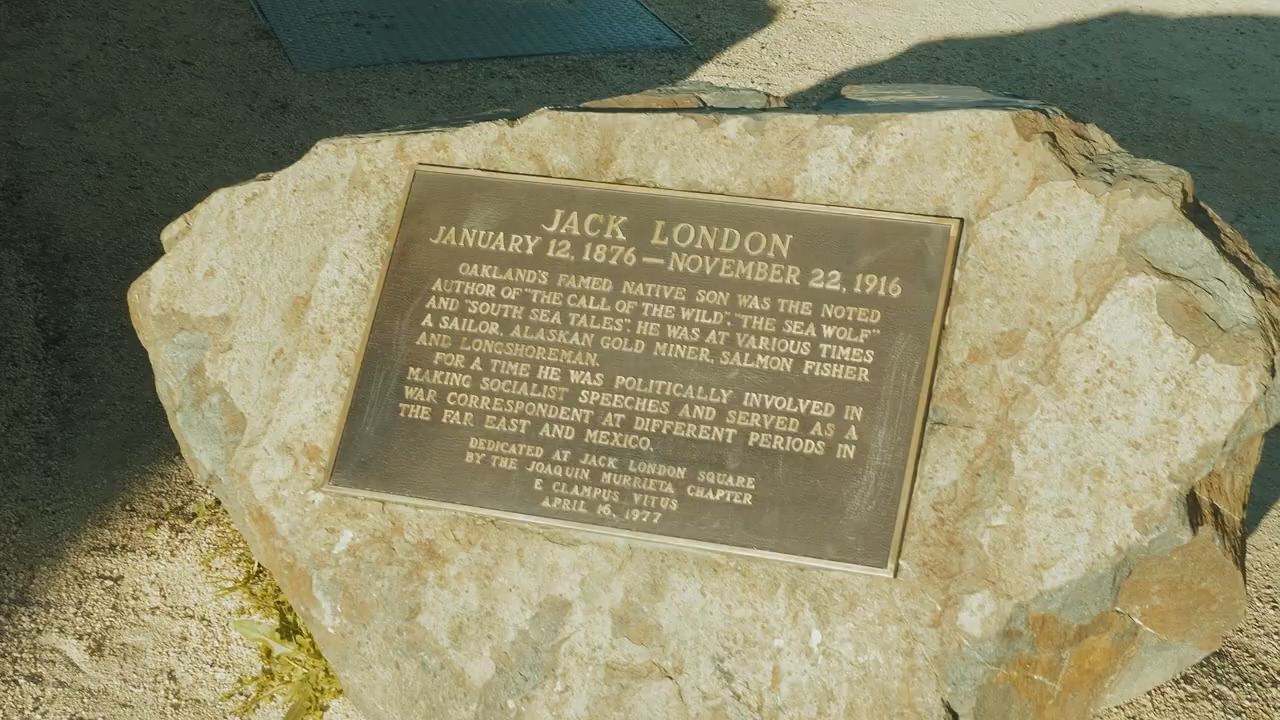 JACK LONDON
JANUARY 12, 1876 — NOVEMBER 22, 1916
OAKLAND'S FAMED NATIVE SON WAS THE NOTED
AUTHOR OF "THE CALL OF THE WILD", "THE SEA WOLF"
AND "SOUTH SEA TALES". HE WAS AT VARIOUS TIMES
A SAILOR, ALASKAN GOLD MINER, SALMON FISHER
AND LONGSHOREMAN.
FOR A TIME HE WAS POLITICALLY INVOLVED IN
MAKING SOCIALIST SPEECHES AND SERVED AS A
WAR CORRESPONDENT AT DIFFERENT PERIODS IN
THE FAR EAST AND MEXICO.
DEDICATED AT JACK LONDON SQUARE
BY THE JOAQUIN MURRIETA CHAPTER
E CLAMPUS VITUS
APRIL 16, 1977